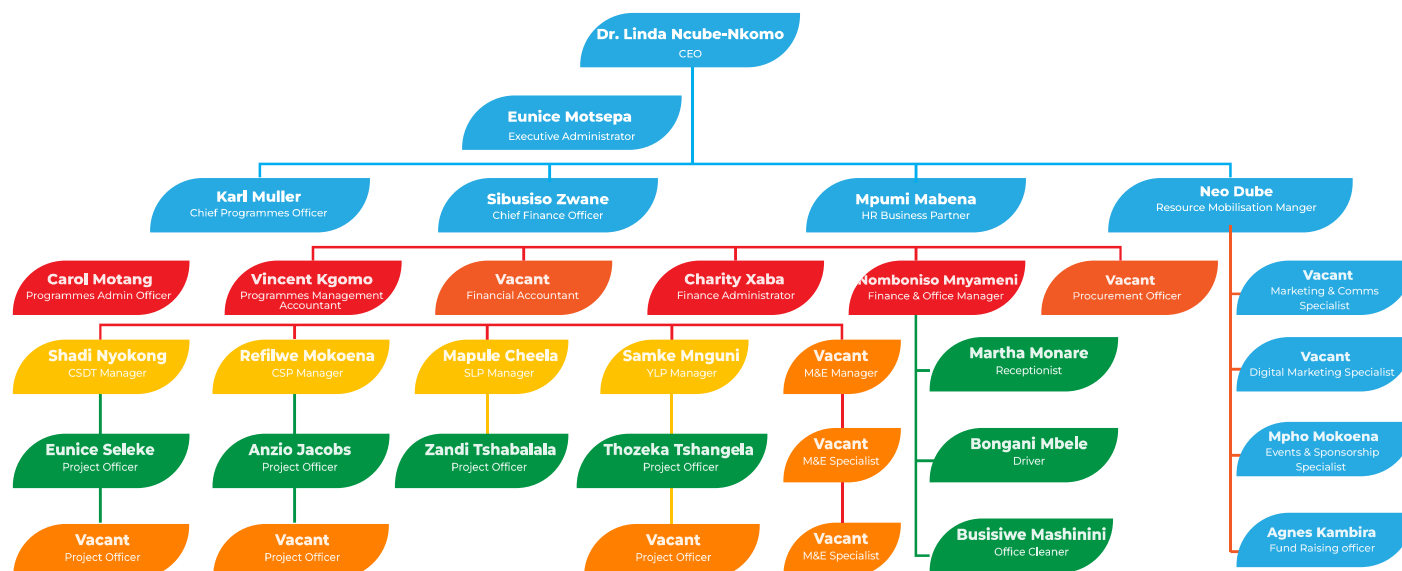 Dr. Linda Ncube-Nkomo
CEO
Eunice Motsepa
Executive Administrator
Karl Muller
Chief Programmes Officer
Sibusiso Zwane
Chief Finance Officer
Mpumi Mabena
HR Business Partner
Neo Dube
Resource Mobilisation Manger
Carol Motang
Programmes Admin Officer
Vincent Kgomo
Programmes Management
Accountant
Vacant
Financial Accountant
Charity Xaba
Finance Administrator
Nomboniso Mnyameni
Finance & Office Manager
Vacant
Procurement Officer
Vacant
Marketing & Comms
Specialist
Shadi Nyokong
CSDT Manager
Refilwe Mokoena
CSP Manager
Mapule Cheela
SLP Manager
Samke Mnguni
YLP Manager
Vacant
M&E Manager
Martha Monare
Receptionist
Vacant
Digital Marketing Specialist
Eunice Seleke
Project Officer
Anzio Jacobs
Project Officer
Zandi Tshabalala
Project Officer
Thozeka Tshangela
Project Officer
Vacant
M&E Specialist
Bongani Mbele
Driver
Mpho Mokoena
Events & Sponsorship
Specialist
Vacant
Project Officer
Vacant
Project Officer
Vacant
Project Officer
Vacant
M&E Specialist
Busisiwe Mashinini
Office Cleaner
Agnes Kambira
Fund Raising officer